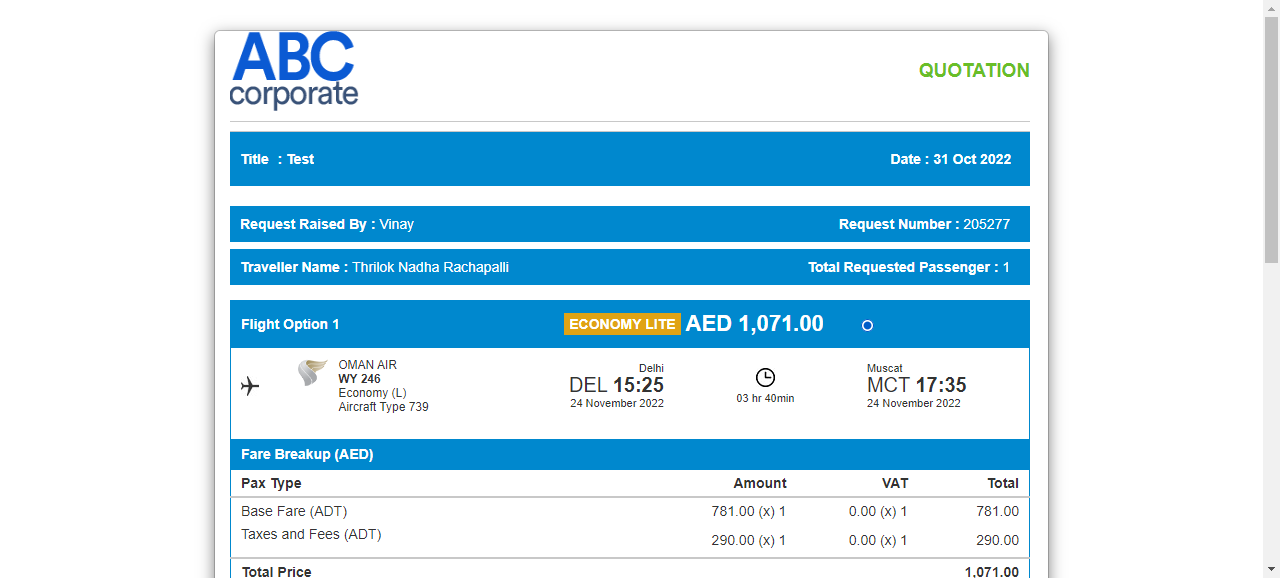 ABC
corporate
QUOTATION
Title : Test
Date : 31 Oct 2022
Request Raised By : Vinay
Request Number : 205277
Traveller Name : Thrilok Nadha Rachapalli
Total Requested Passenger : 1
Flight Option 1
ECONOMY LITE AED 1,071.00
OMAN AIR
WY 246
Economy (L)
Aircraft Type 739
Delhi
DEL 15:25
24 November 2022
03 hr 40min
Muscat
MCT 17:35
24 November 2022
Fare Breakup (AED)
Pax Type Amount VAT Total
Base Fare (ADT) 781.00 (x) 1 0.00 (x) 1 781.00
Taxes and Fees (ADT) 290.00 (x) 1 0.00 (x) 1 290.00
Total Price 1,071.00